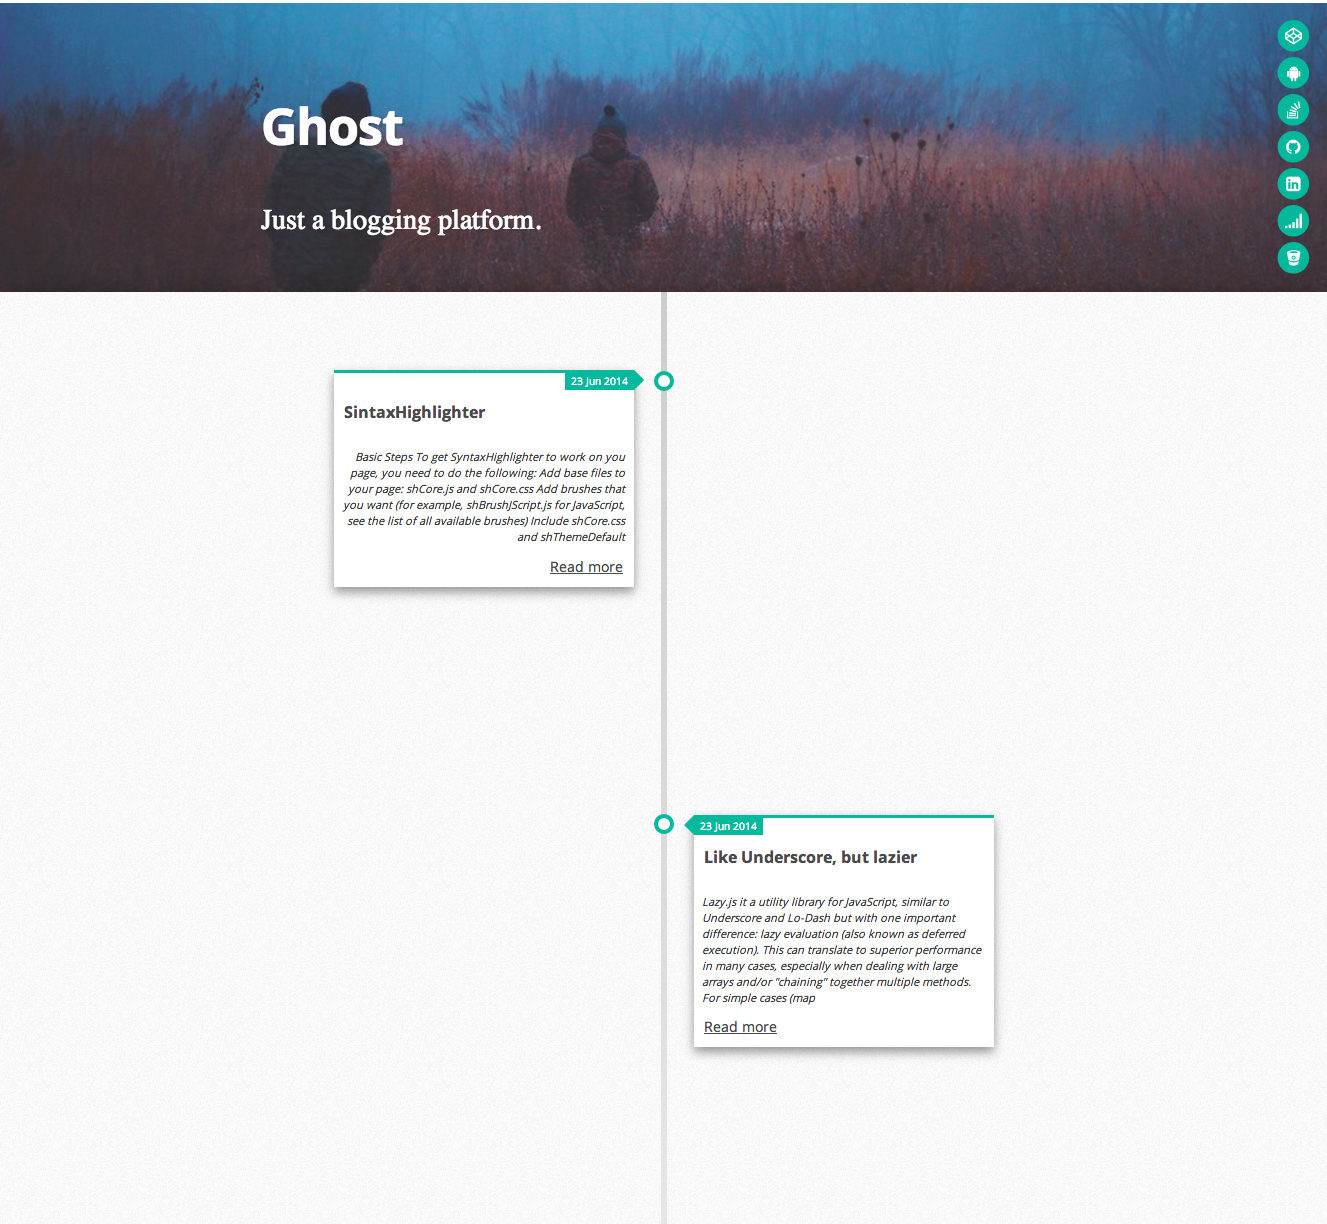 Ghost
Just a blogging platform.
23 Jun 2014
SintaxHighlighter
Basic Steps To get SyntaxHighlighter to work on you
page, you need to do the following: Add base files to
your page: shCore.js and shCore.css Add brushes that
you want (for example, shBrushJScript.js for JavaScript,
see the list of all available brushes) Include shCore.css
and shThemeDefault
Read more
23 Jun 2014
Like Underscore, but lazier
Lazy.js it a utility library for JavaScript, similar to
Underscore and Lo-Dash but with one important
difference: lazy evaluation (also known as deferred
execution). This can translate to superior performance
in many cases, especially when dealing with large
arrays and/or "chaining" together multiple methods.
For simple cases (map
Read more